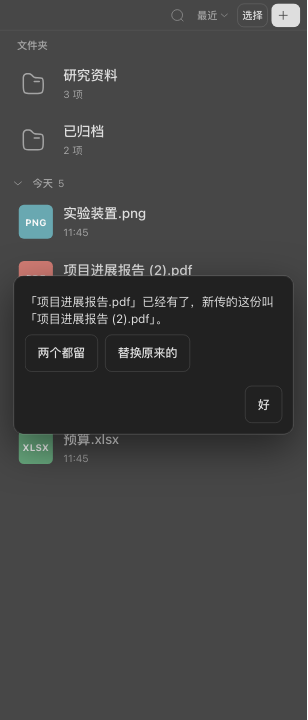 最近
选择
文件夹
研究资料
3 项
已归档
2 项
今天 5
PNG
实验装置.png
11:45
项目进展报告 (2).pdf
「项目进展报告.pdf」已经有了，新传的这份叫
「项目进展报告 (2).pdf」。
两个都留
替换原来的
好
XLSX
预算.xlsx
11:45